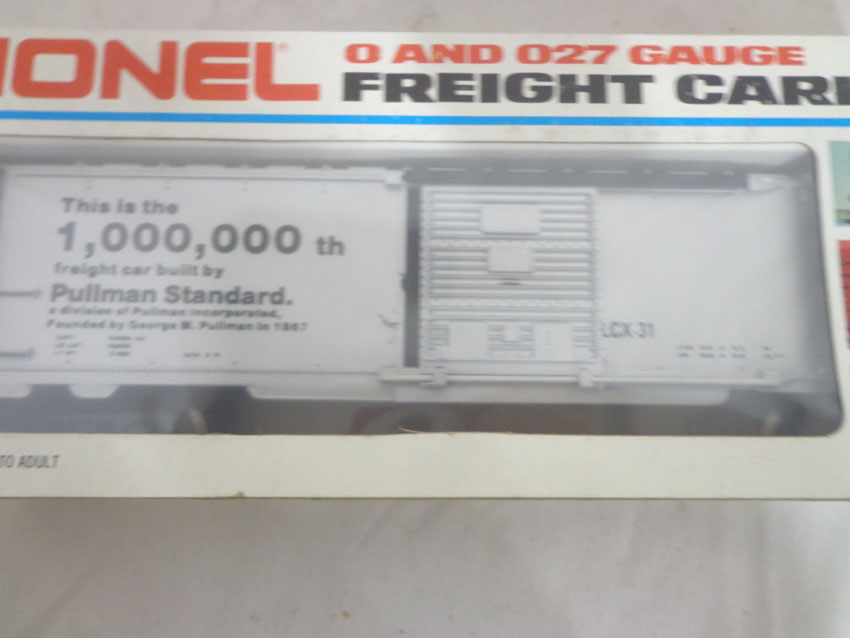 IONEL
O AND 027 GAUGE
FREIGHT CAR
This is the
1,000,000 th
freight car built by
Pullman Standard.
a division of Pullman incorporated,
Founded by George M. Pullman in 1867
LCX-31
TO ADULT